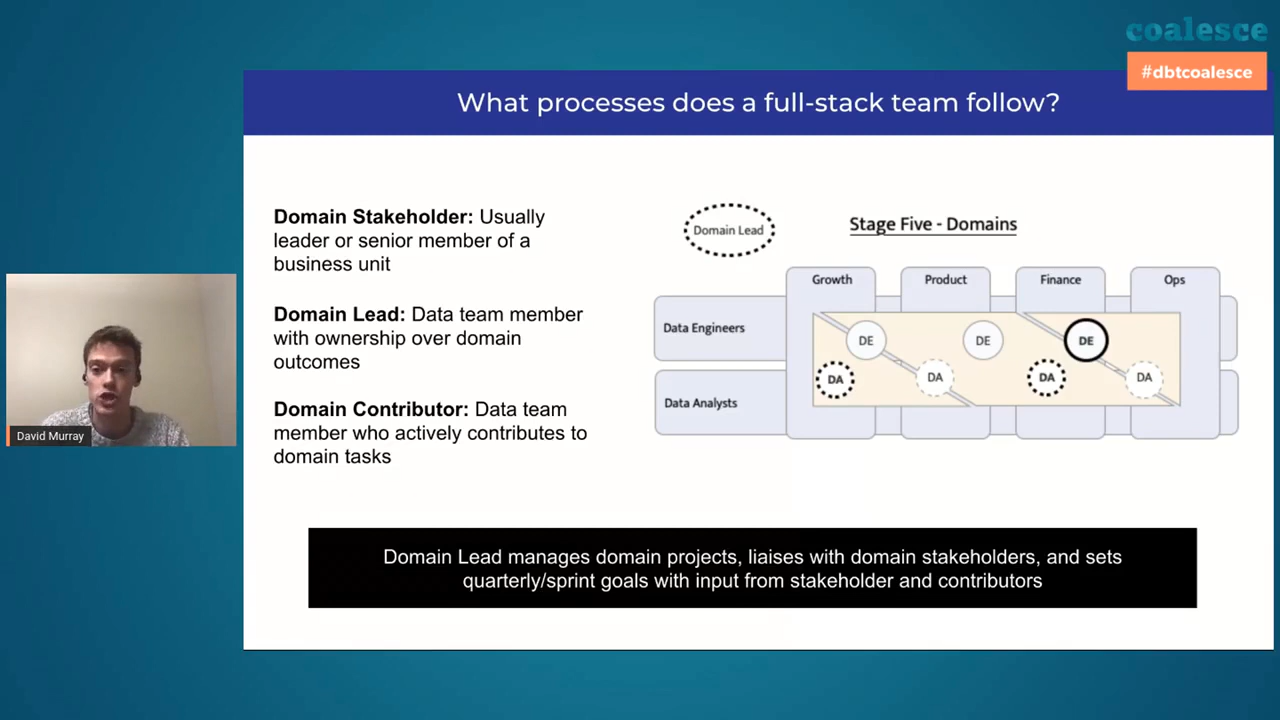 coalesce
#dbtcoalesce
What processes does a full-stack team follow?
Domain Stakeholder: Usually
leader or senior member of a
business unit
Domain Lead: Data team member
with ownership over domain
outcomes
Domain Contributor: Data team
member who actively contributes to
domain tasks
Domain Lead
Stage Five - Domains
Growth
Product
Finance
Ops
Data Engineers
DE
DE
DE
DA
DA
DA
DA
Data Analysts
David Murray
Domain Lead manages domain projects, liaises with domain stakeholders, and sets
quarterly/sprint goals with input from stakeholder and contributors